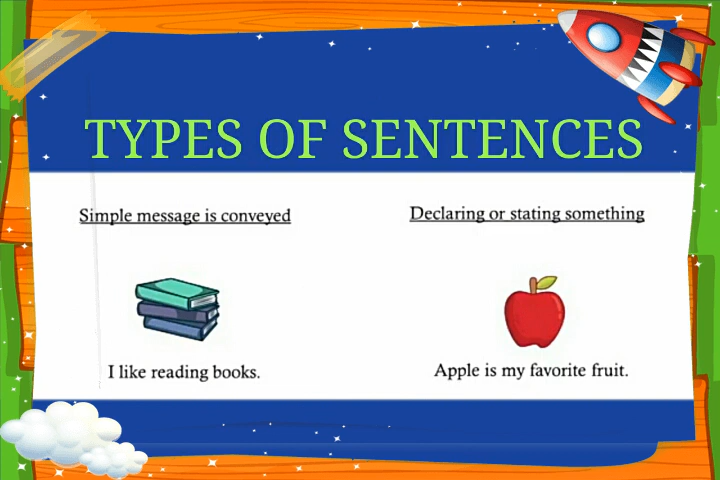 TYPES OF SENTENCES
Simple message is conveyed
Declaring or stating something
I like reading books.
Apple is my favorite fruit.